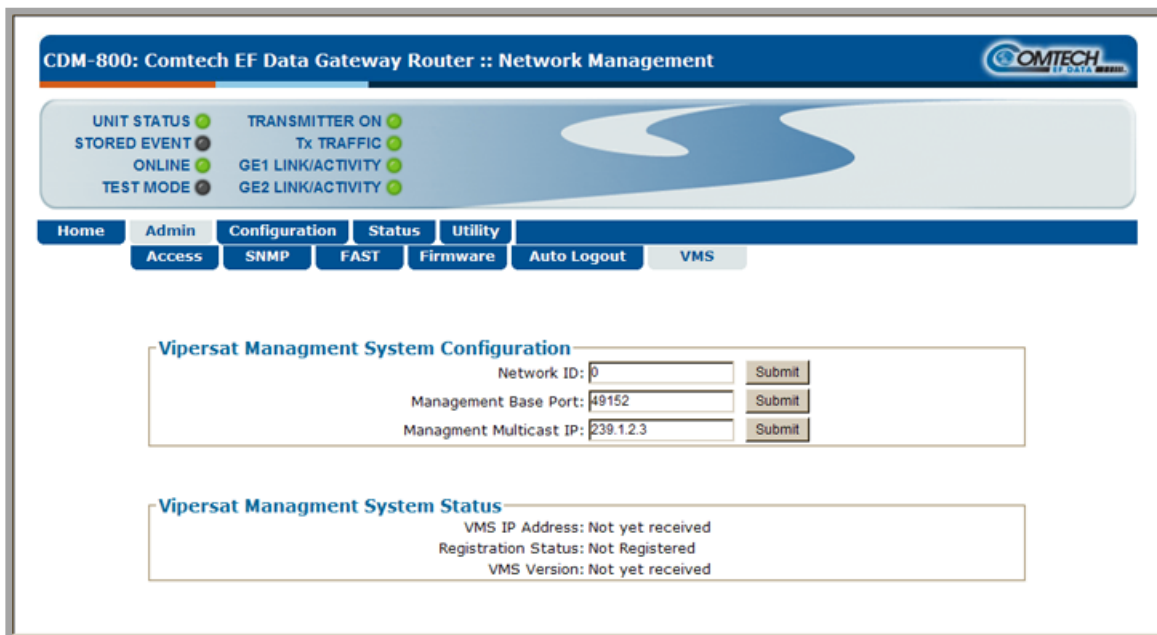 CDM-800: Comtech EF Data Gateway Router :: Network Management
COMTECH
EF DATA
UNIT STATUS TRANSMITTER ON
STORED EVENT Tx TRAFFIC
ONLINE GE1 LINK/ACTIVITY
TEST MODE GE2 LINK/ACTIVITY
Home Admin Configuration Status Utility
Access SNMP FAST Firmware Auto Logout VMS
Vipersat Managment System Configuration
Network ID: 0 Submit
Management Base Port: 49152 Submit
Managment Multicast IP: 239.1.2.3 Submit
Vipersat Managment System Status
VMS IP Address: Not yet received
Registration Status: Not Registered
VMS Version: Not yet received